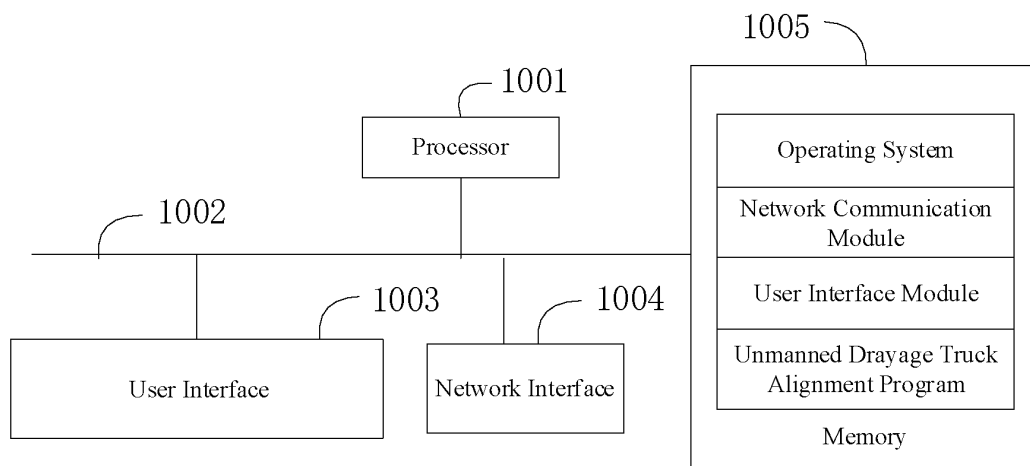 1005
1001
Processor
Operating System
Network Communication
Module
1002
User Interface Module
1003
1004
User Interface
Network Interface
Unmanned Drayage Truck
Alignment Program
Memory